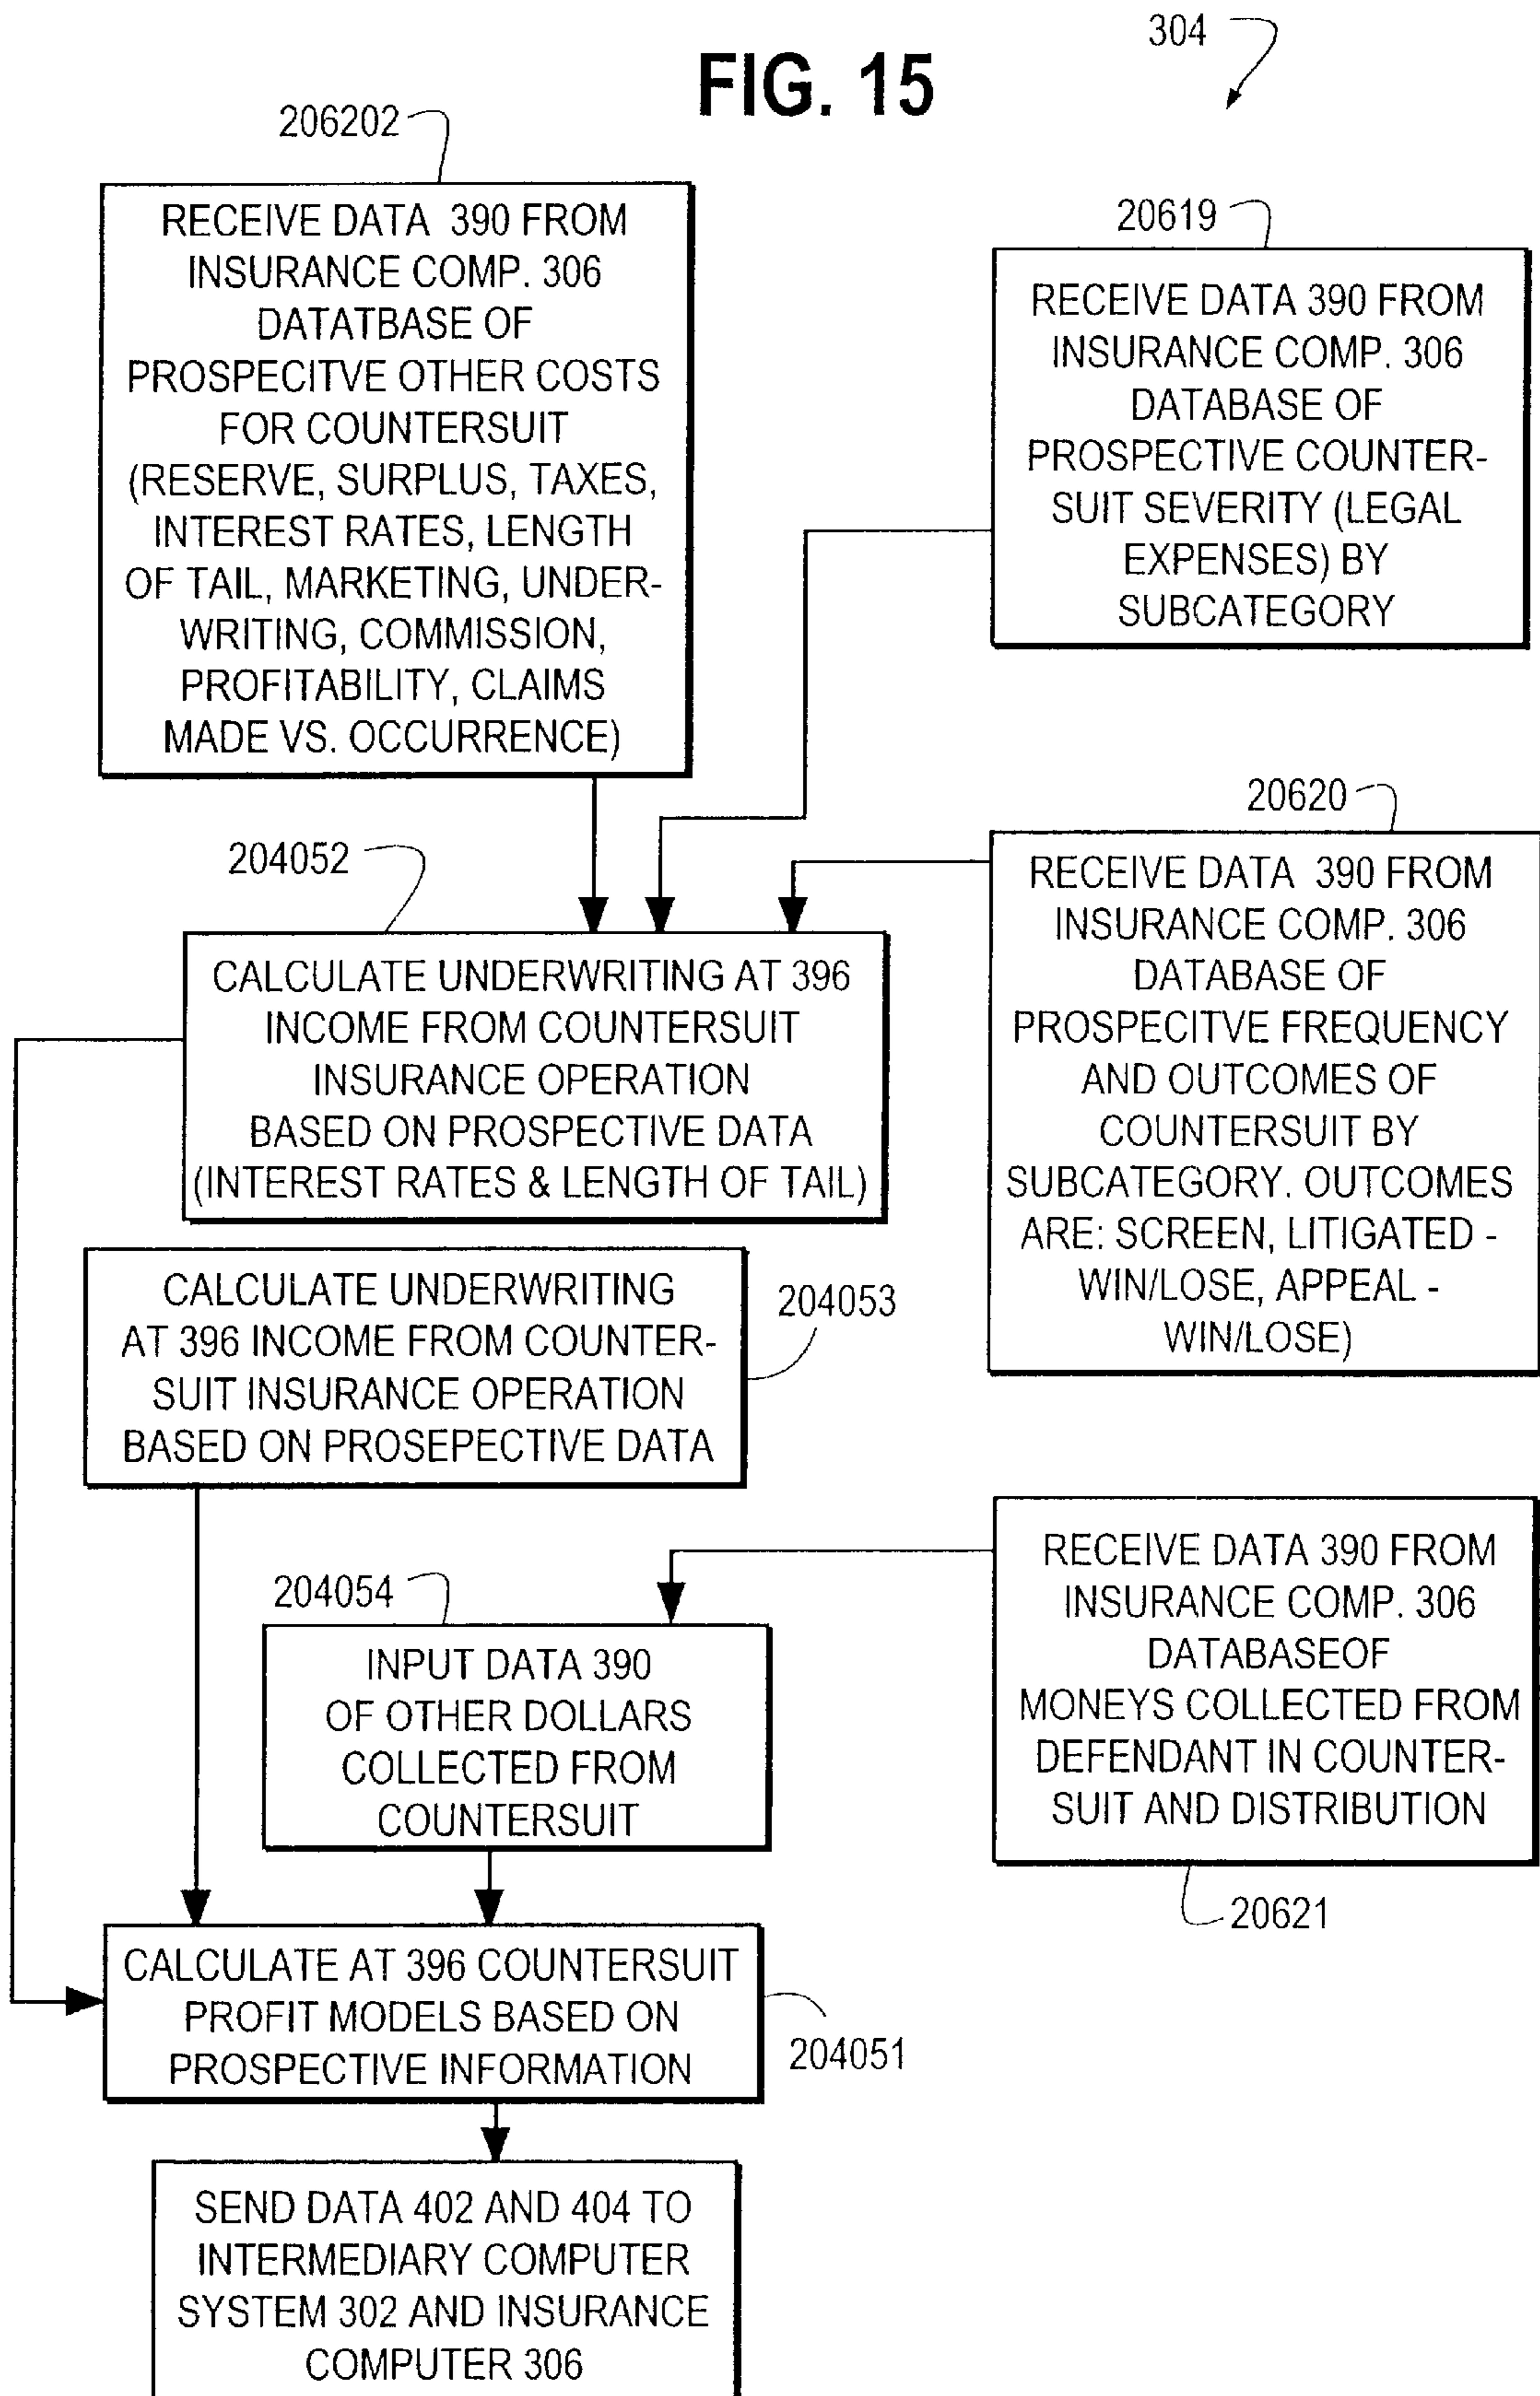 FIG. 15
304
206202
RECEIVE DATA 390 FROM
INSURANCE COMP. 306
DATATBASE OF
PROSPECITVE OTHER COSTS
FOR COUNTERSUIT
(RESERVE, SURPLUS, TAXES,
INTEREST RATES, LENGTH
OF TAIL, MARKETING, UNDER-
WRITING, COMMISSION,
PROFITABILITY, CLAIMS
MADE VS. OCCURRENCE)
20619
RECEIVE DATA 390 FROM
INSURANCE COMP. 306
DATABASE OF
PROSPECTIVE COUNTER-
SUIT SEVERITY (LEGAL
EXPENSES) BY
SUBCATEGORY
20620
RECEIVE DATA 390 FROM
INSURANCE COMP. 306
DATABASE OF
PROSPECITVE FREQUENCY
AND OUTCOMES OF
COUNTERSUIT BY
SUBCATEGORY. OUTCOMES
ARE: SCREEN, LITIGATED -
WIN/LOSE, APPEAL -
WIN/LOSE)
204052
CALCULATE UNDERWRITING AT 396
INCOME FROM COUNTERSUIT
INSURANCE OPERATION
BASED ON PROSPECTIVE DATA
(INTEREST RATES & LENGTH OF TAIL)
CALCULATE UNDERWRITING
AT 396 INCOME FROM COUNTER-
SUIT INSURANCE OPERATION
BASED ON PROSEPECTIVE DATA
204053
204054
INPUT DATA 390
OF OTHER DOLLARS
COLLECTED FROM
COUNTERSUIT
RECEIVE DATA 390 FROM
INSURANCE COMP. 306
DATABASEOF
MONEYS COLLECTED FROM
DEFENDANT IN COUNTER-
SUIT AND DISTRIBUTION
20621
CALCULATE AT 396 COUNTERSUIT
PROFIT MODELS BASED ON
PROSPECTIVE INFORMATION
204051
SEND DATA 402 AND 404 TO
INTERMEDIARY COMPUTER
SYSTEM 302 AND INSURANCE
COMPUTER 306